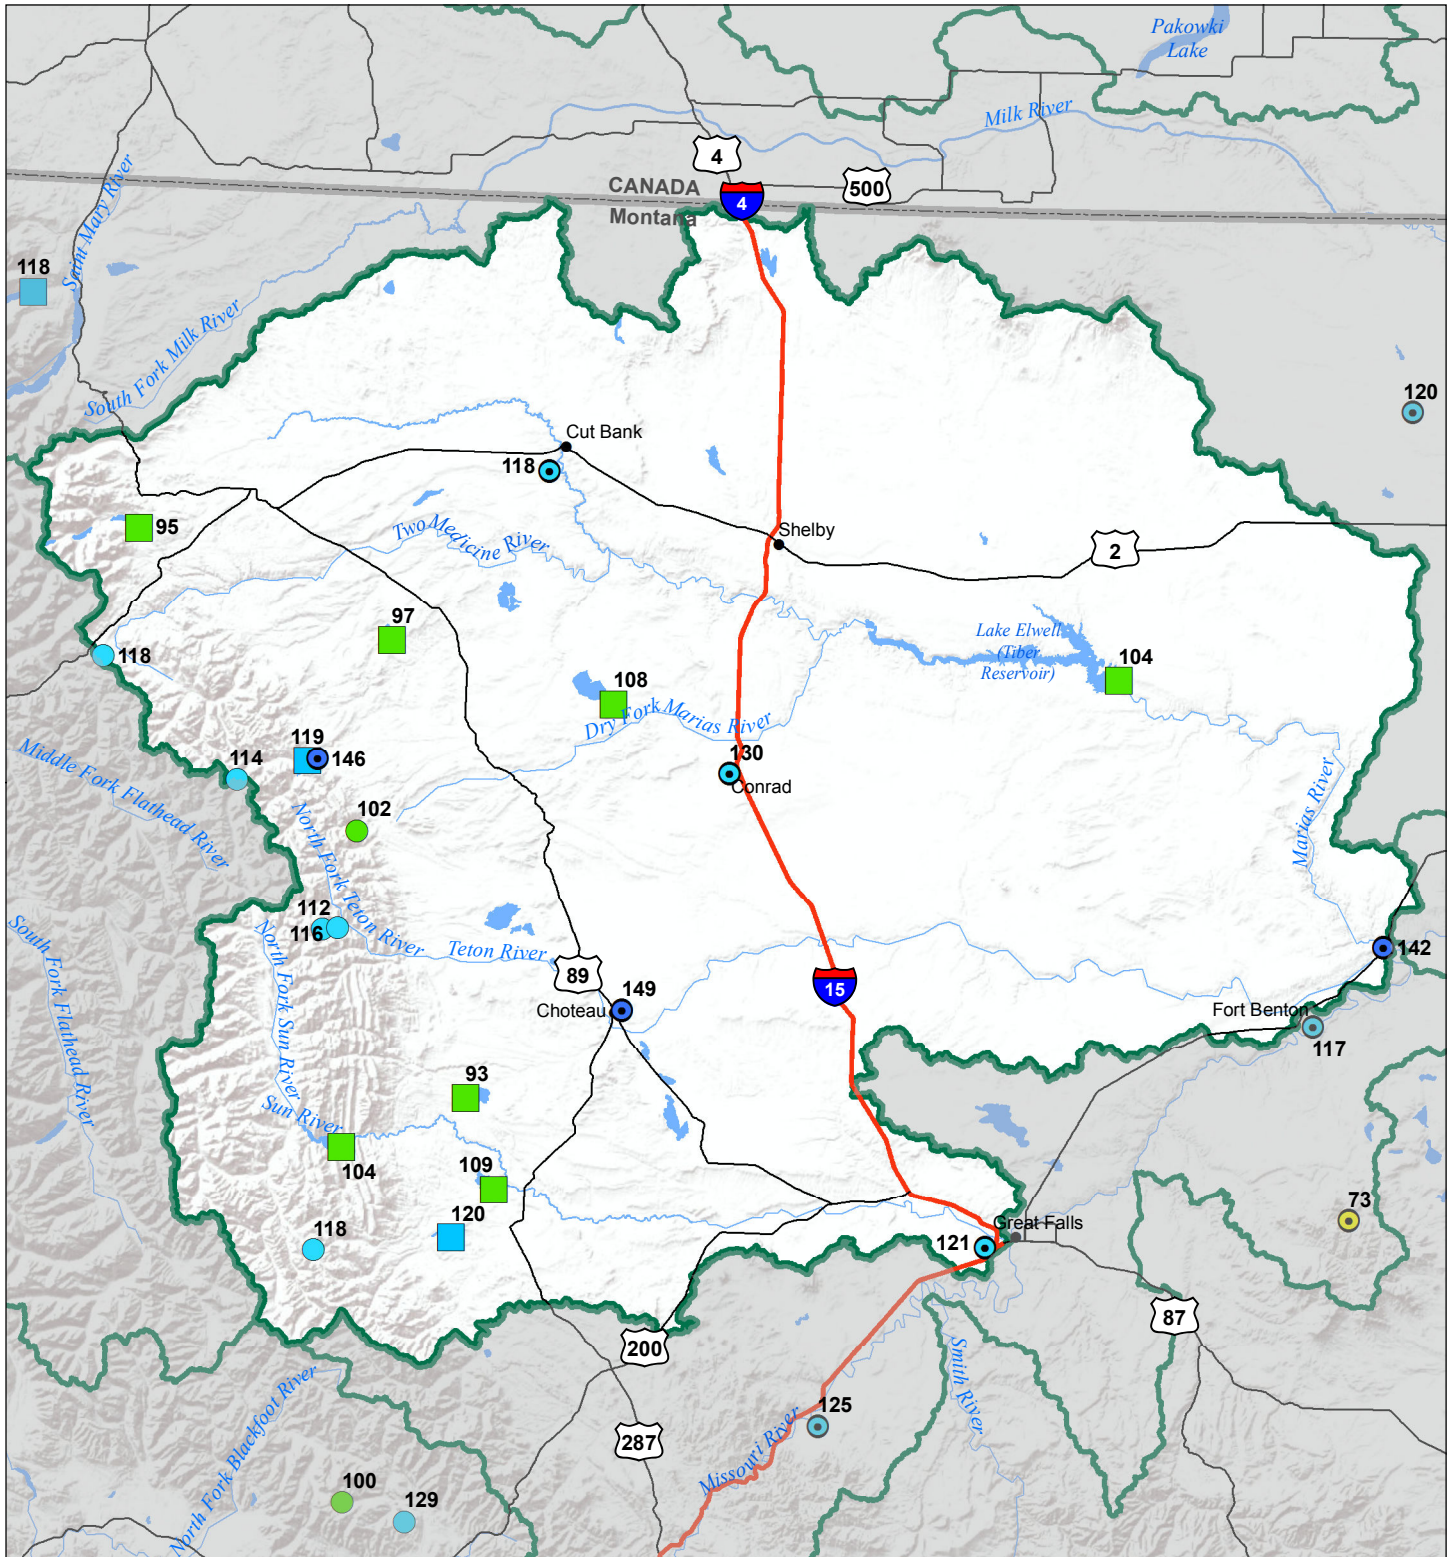 Pakowki
Lake
Milk River
4
500
CANADA
4
Montana
Saint Mary River
118
South Fork Milk River
120
Cut Bank
118
95
Two Medicine River
Shelby
2
97
Lake Elwell
(Tiber
Reservoir)
118
104
108
Dry Fork Marias River
119
146
114
130
Conrad
Middle Fork Flathead River
102
North Fork Teton River
Marias River
112
116
South Fork Flathead River
North Fork Sun River
Teton River
89
142
15
149
Choteau
Fort Benton
117
93
Sun River
104
109
120
73
118
Great Falls
121
87
200
Smith River
287
125
Missouri River
North Fork Blackfoot River
100
129